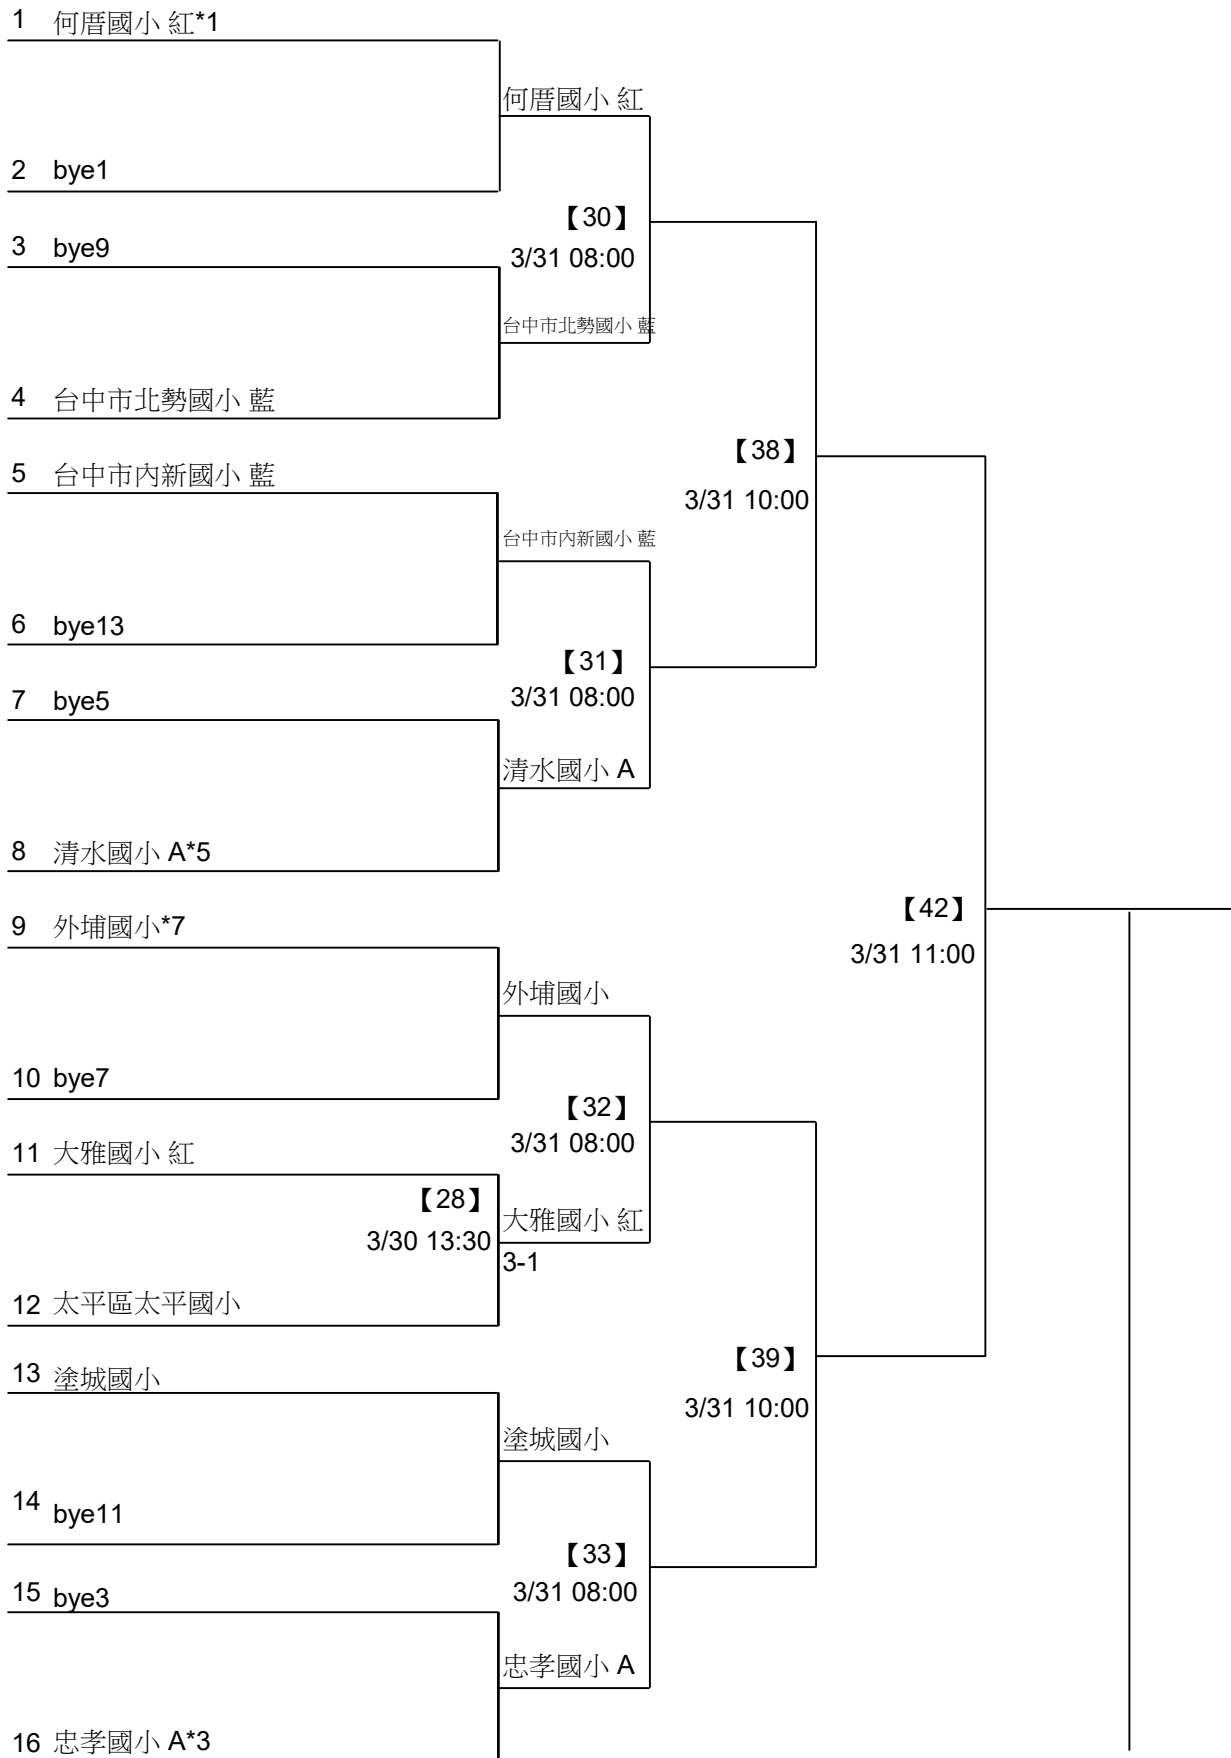 1 何厝國小 紅*1
何厝國小 紅
2 bye1
【30】
3/31 08:00
3 bye9
台中市北勢國小 藍
4 台中市北勢國小 藍
【38】
3/31 10:00
5 台中市內新國小 藍
台中市內新國小 藍
6 bye13
【31】
3/31 08:00
7 bye5
清水國小 A
8 清水國小 A*5
【42】
3/31 11:00
9 外埔國小*7
外埔國小
10 bye7
【32】
3/31 08:00
11 大雅國小 紅
【28】
3/30 13:30
大雅國小 紅
3-1
12 太平區太平國小
【39】
3/31 10:00
13 塗城國小
塗城國小
14 bye11
【33】
3/31 08:00
15 bye3
忠孝國小 A
16 忠孝國小 A*3